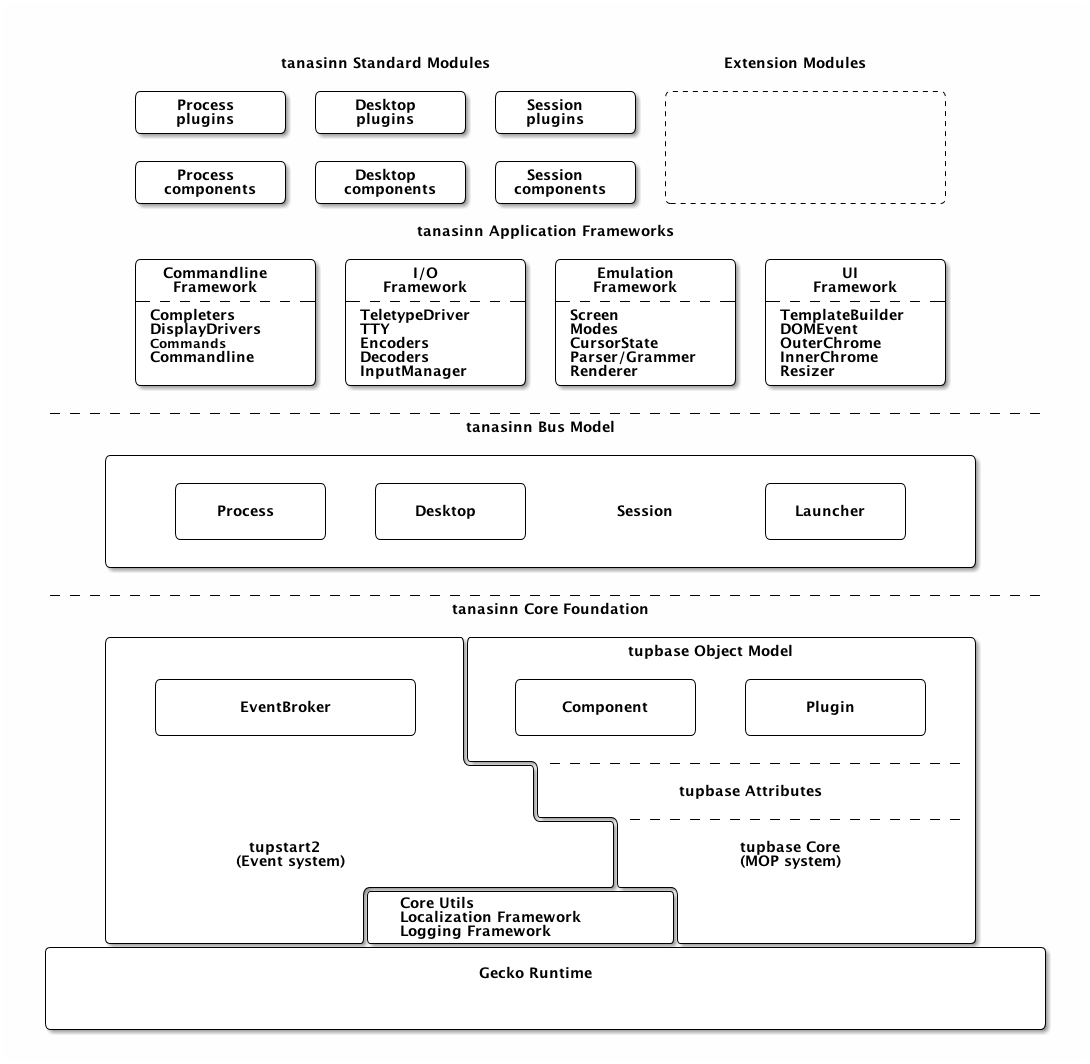 tanasinn Standard Modules
Extension Modules
Process
plugins
Desktop
plugins
Session
plugins
Process
components
Desktop
components
Session
components
tanasinn Application Frameworks
Commandline
Framework
Completers
DisplayDrivers
Commands
Commandline
I/O
Framework
TeletypeDriver
TTY
Encoders
Decoders
InputManager
Emulation
Framework
Screen
Modes
CursorState
Parser/Grammer
Renderer
UI
Framework
TemplateBuilder
DOMEvent
OuterChrome
InnerChrome
Resizer
tanasinn Bus Model
Process
Desktop
Session
Launcher
tanasinn Core Foundation
EventBroker
tupstart2
(Event system)
tupbase Object Model
Component
Plugin
tupbase Attributes
tupbase Core
(MOP system)
Core Utils
Localization Framework
Logging Framework
Gecko Runtime